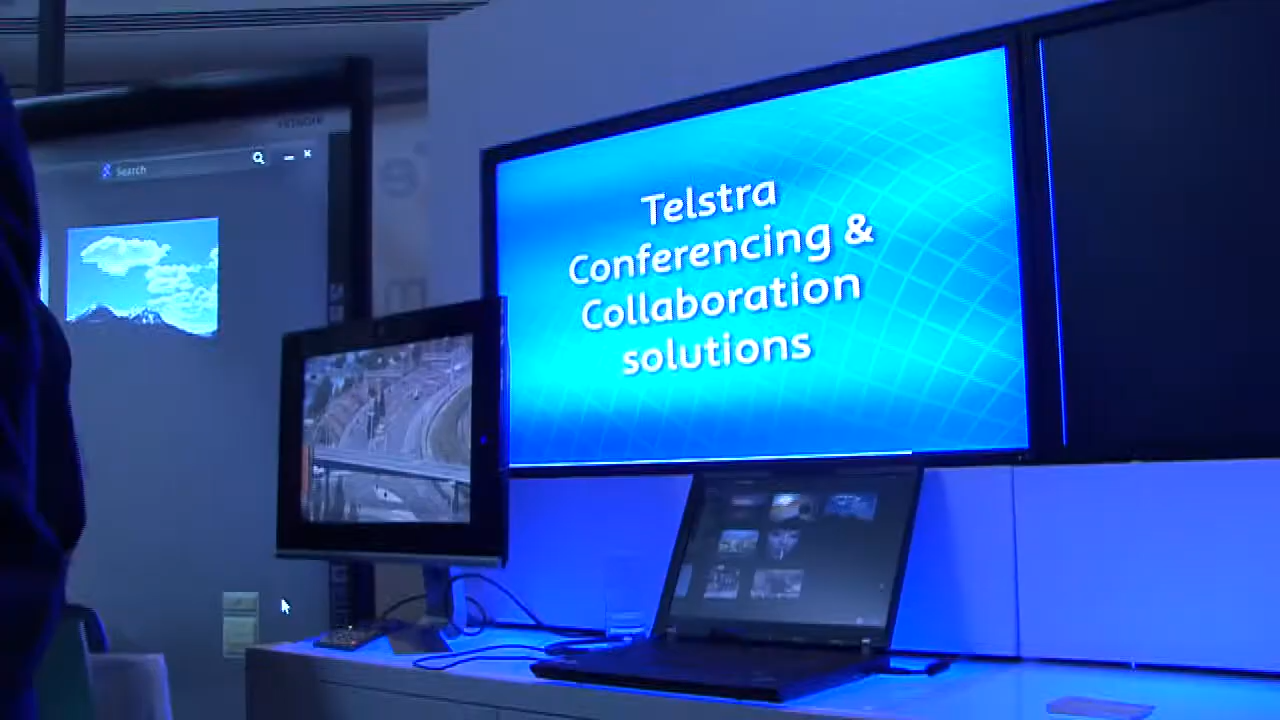 Search
Telstra
Conferencing &
Collaboration
solutions